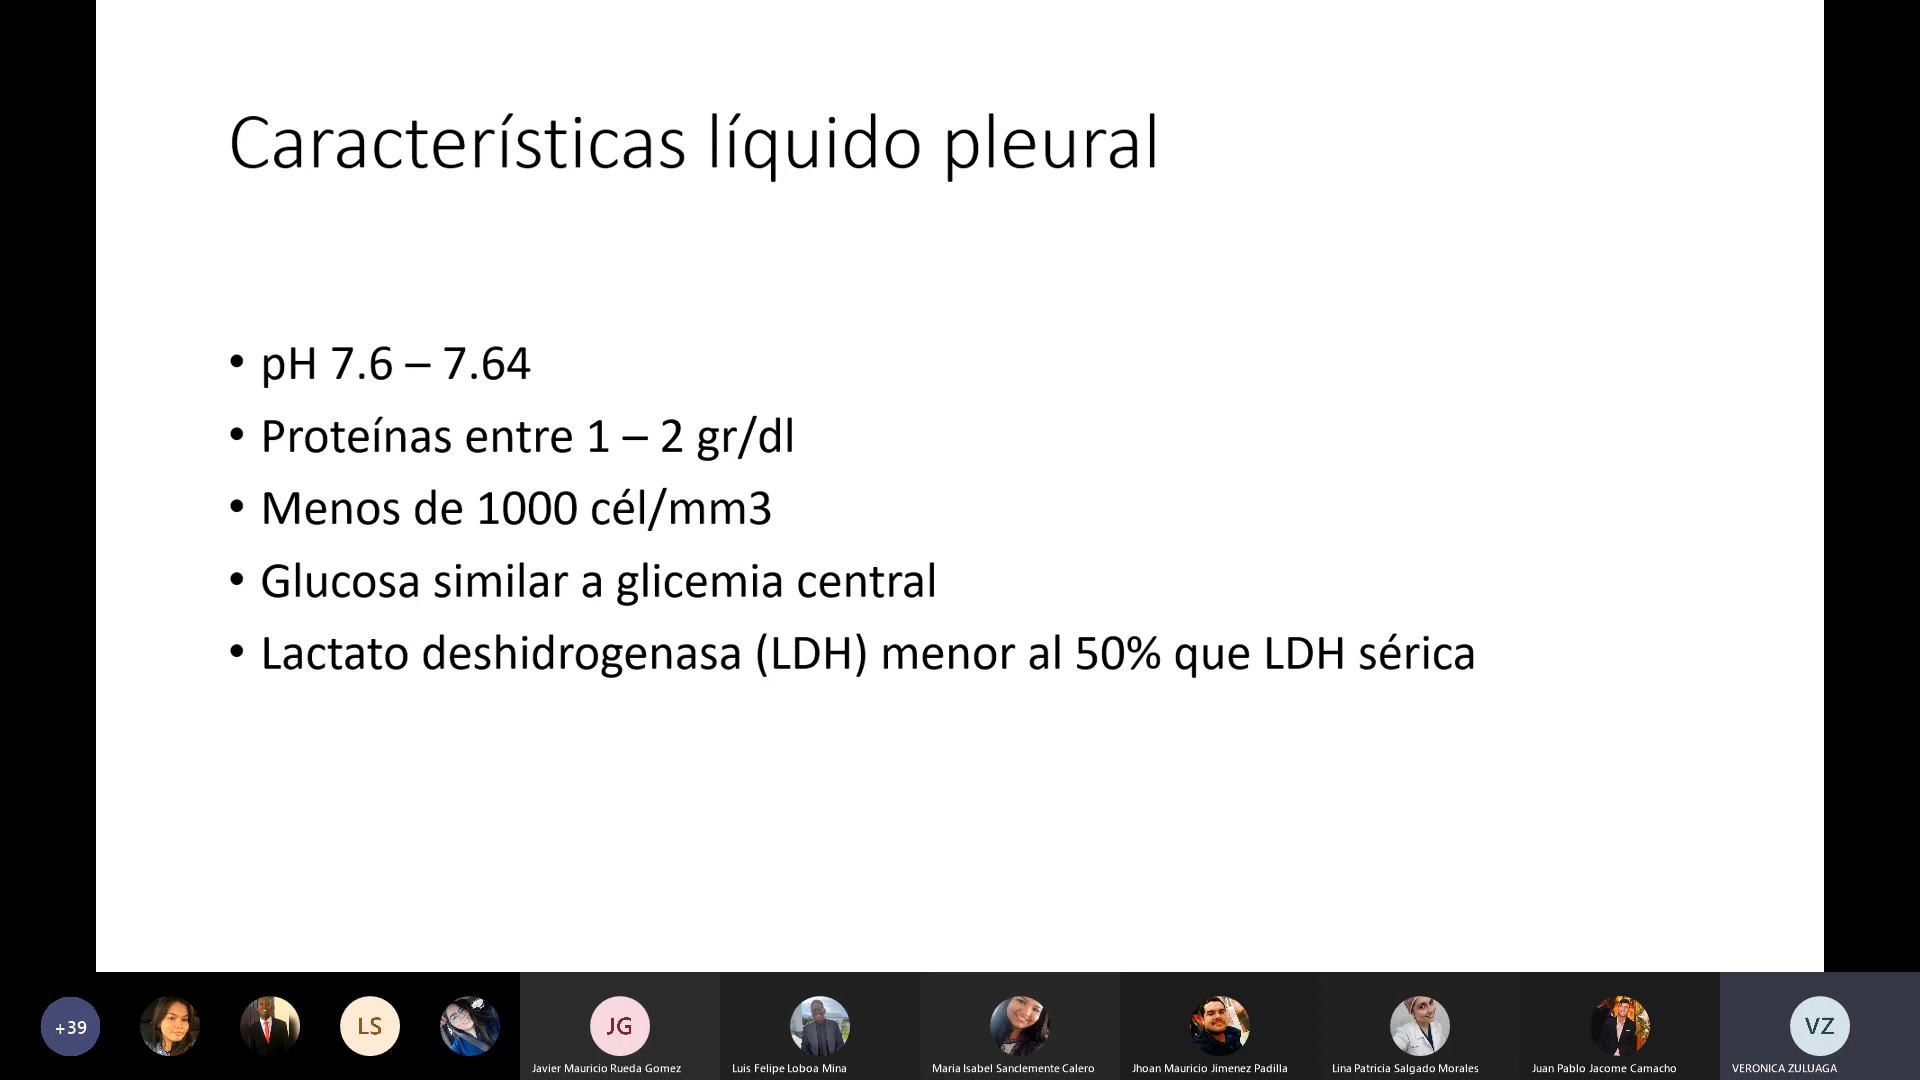 Características líquido pleural
• pH 7.6 – 7.64
• Proteínas entre 1 – 2 gr/dl
• Menos de 1000 cél/mm3
• Glucosa similar a glicemia central
• Lactato deshidrogenasa (LDH) menor al 50% que LDH sérica
+39
LS
JG
VZ
Javier Mauricio Rueda Gomez
Luis Felipe Loboa Mina
Maria Isabel Sanclemente Calero
Jhoan Mauricio Jimenez Padilla
Lina Patricia Salgado Morales
Juan Pablo Jacome Camacho
VERONICA ZULUAGA